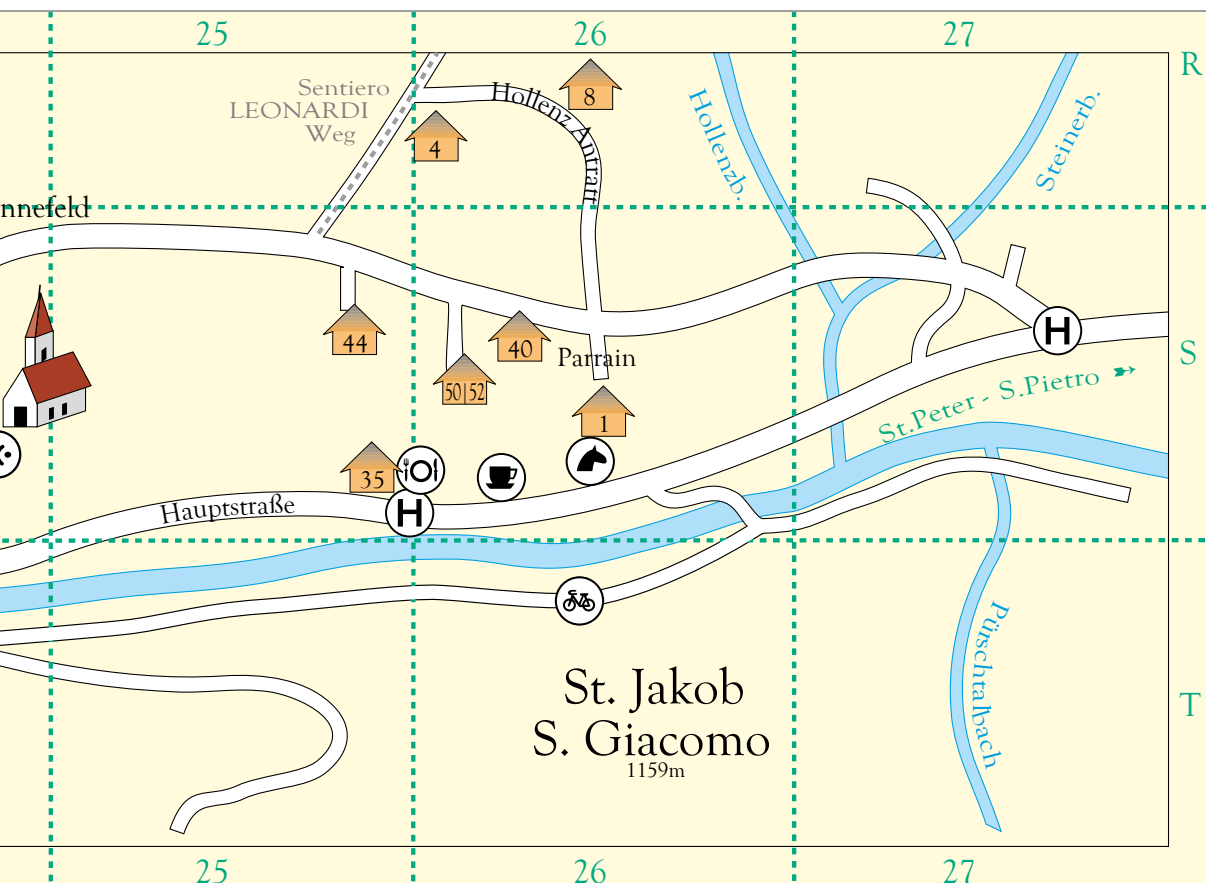 25 26 27
R
Sentiero
LEONARDI
Weg
8
Hollenz Antratt
4
Hollenzb.
Steinerb.
nnefeld
44
40
Parrain
50|52
1
H
S
St.Peter - S.Pietro
35
Hauptstraße
H
St. Jakob
S. Giacomo
1159m
Pürschtalbach
T
25 26 27